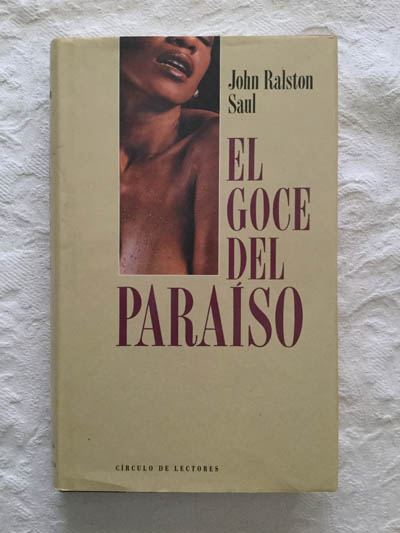 John Ralston
Saul
EL
GOCE
DEL
PARAÍSO
CÍRCULO DE LECTORES